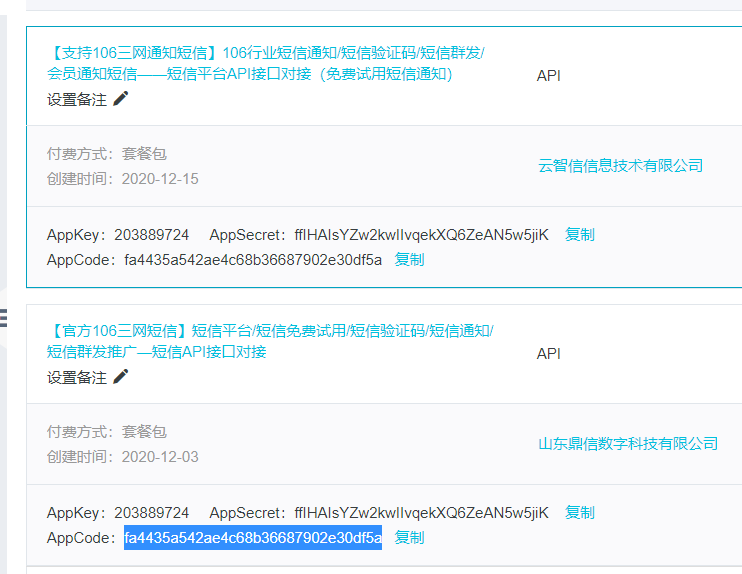 【支持106三网通知短信】106行业短信通知/短信验证码/短信群发/
会员通知短信——短信平台API接口对接（免费试用短信通知）
API
设置备注
付费方式：套餐包
云智信信息技术有限公司
创建时间：2020-12-15
AppKey：203889724 AppSecret：fflHAIsYZw2kwlIvqekXQ6ZeAN5w5jiK 复制
AppCode：fa4435a542ae4c68b36687902e30df5a 复制
【官方106三网短信】短信平台/短信免费试用/短信验证码/短信通知/
短信群发推广—短信API接口对接
API
设置备注
付费方式：套餐包
山东鼎信数字科技有限公司
创建时间：2020-12-03
AppKey：203889724 AppSecret：fflHAIsYZw2kwlIvqekXQ6ZeAN5w5jiK 复制
AppCode：fa4435a542ae4c68b36687902e30df5a 复制